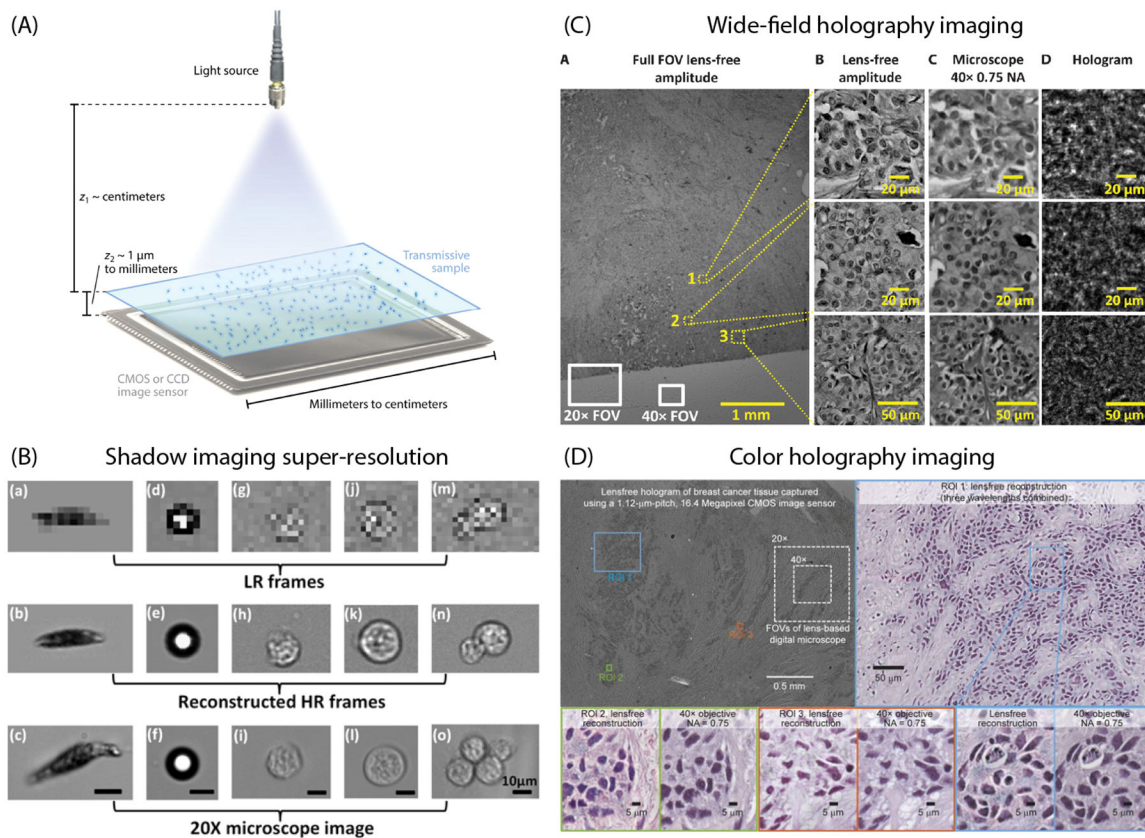 (A)
Light source
z₁ ~ centimeters
z₂ ~ 1 μm
to millimeters
Transmissive
sample
CMOS or CCD
image sensor
Millimeters to centimeters
(B) Shadow imaging super-resolution
(a) (d) (g) (j) (m)
LR frames
(b) (e) (h) (k) (n)
Reconstructed HR frames
(c) (f) (i) (l) (o)
10μm
20X microscope image
(C) Wide-field holography imaging
A Full FOV lens-free
amplitude
B Lens-free
amplitude
C Microscope
40× 0.75 NA
D Hologram
1
2
3
20× FOV
40× FOV
1 mm
20 μm 20 μm 20 μm
20 μm 20 μm 20 μm
50 μm 50 μm 50 μm
(D) Color holography imaging
Lensfree hologram of breast cancer tissue captured
using a 1.12-μm-pitch, 16.4 Megapixel CMOS image sensor
ROI 1
20×
40×
FOVs of lens-based
digital microscope
ROI 3
ROI 2
0.5 mm
ROI 1: lensfree reconstruction
(three wavelengths combined)
50 μm
ROI 2: lensfree
reconstruction
5 μm
40× objective
NA = 0.75
5 μm
ROI 3: lensfree
reconstruction
5 μm
40× objective
NA = 0.75
5 μm
Lensfree
reconstruction
5 μm
40× objective
NA = 0.75
5 μm